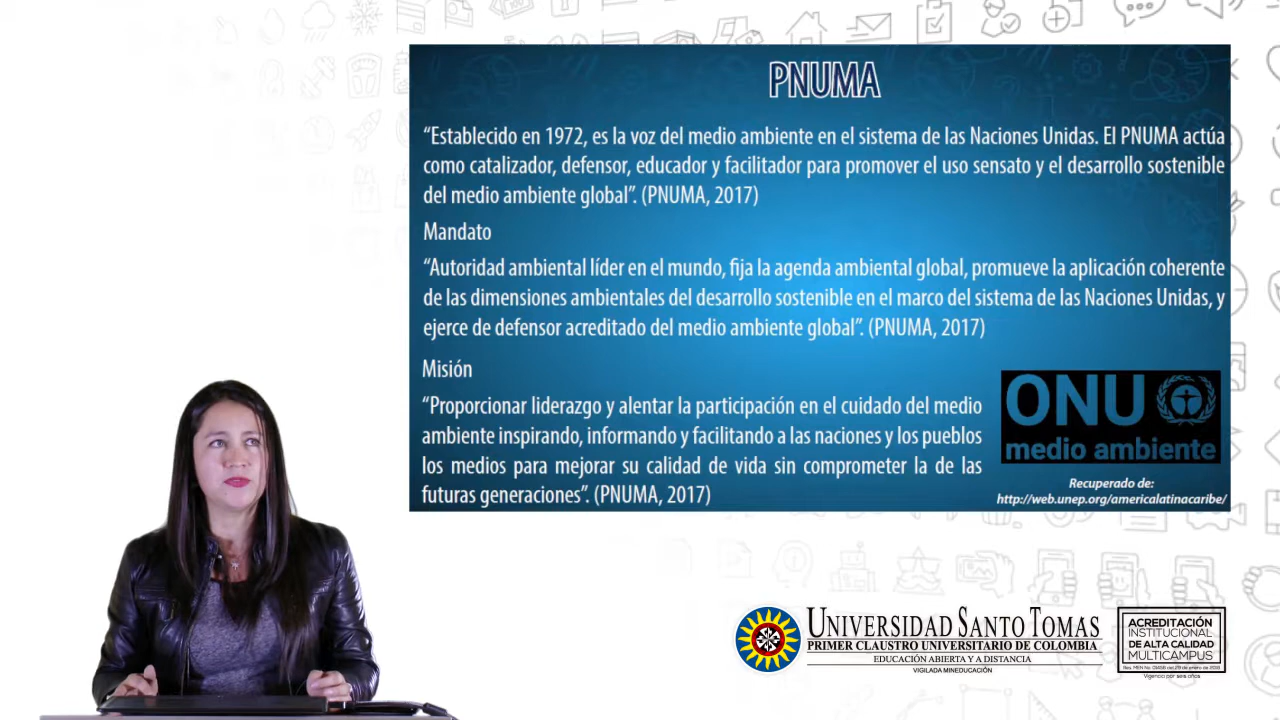 PNUMA
“Establecido en 1972, es la voz del medio ambiente en el sistema de las Naciones Unidas. El PNUMA actúa
como catalizador, defensor, educador y facilitador para promover el uso sensato y el desarrollo sostenible
del medio ambiente global”. (PNUMA, 2017)
Mandato
“Autoridad ambiental líder en el mundo, fija la agenda ambiental global, promueve la aplicación coherente
de las dimensiones ambientales del desarrollo sostenible en el marco del sistema de las Naciones Unidas, y
ejerce de defensor acreditado del medio ambiente global”. (PNUMA, 2017)
Misión
“Proporcionar liderazgo y alentar la participación en el cuidado del medio
ambiente inspirando, informando y facilitando a las naciones y los pueblos
los medios para mejorar su calidad de vida sin comprometer la de las
futuras generaciones”. (PNUMA, 2017)
ONU
medio ambiente
Recuperado de:
http://web.unep.org/americalatinacaribe/
UNIVERSIDAD SANTO TOMAS
PRIMER CLAUSTRO UNIVERSITARIO DE COLOMBIA
EDUCACIÓN ABIERTA Y A DISTANCIA
VIGILADA MINEDUCACIÓN
ACREDITACIÓN
INSTITUCIONAL
DE ALTA CALIDAD
MULTICAMPUS
Vigencia por seis años